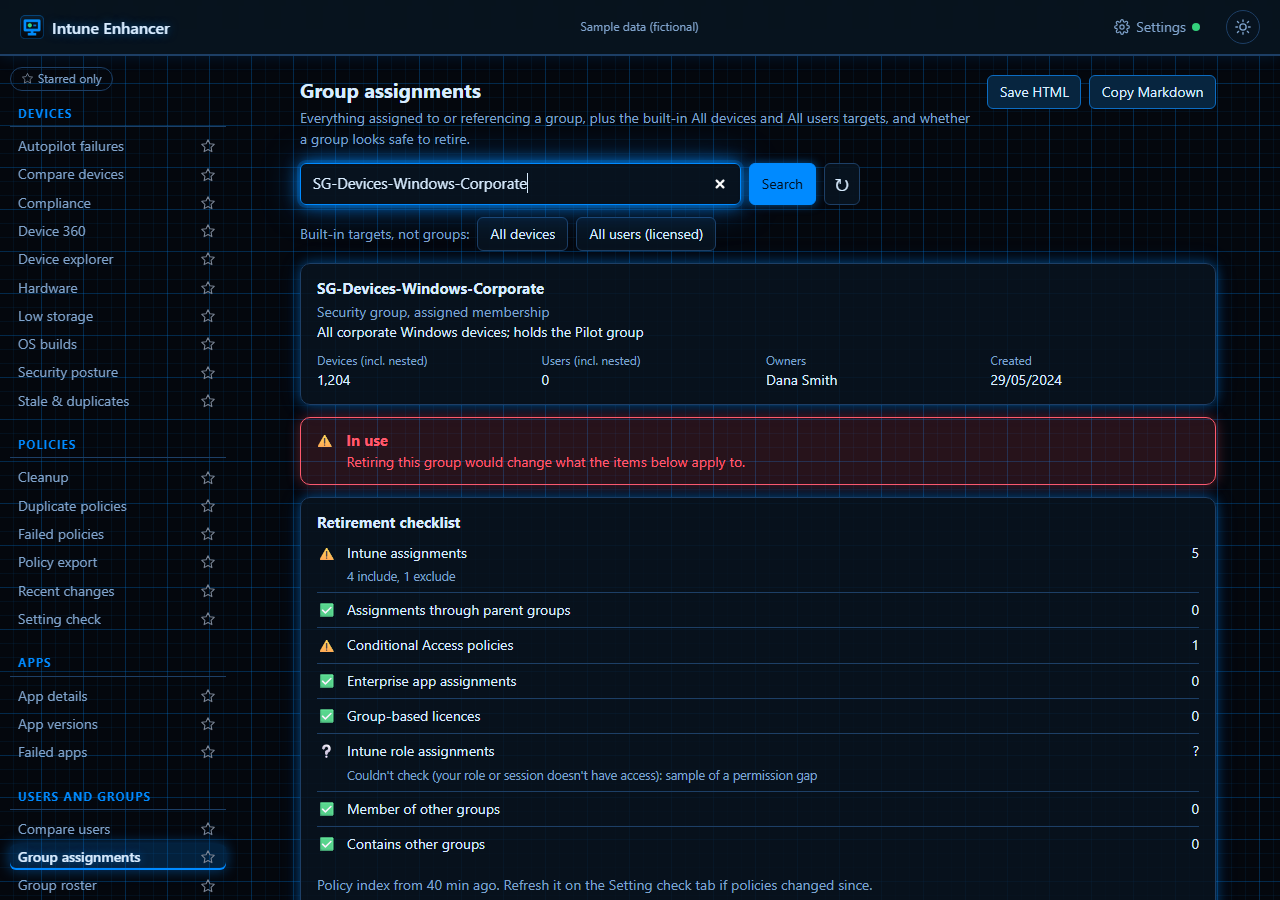 Intune Enhancer
Sample data (fictional)
Settings
Starred only
DEVICES
Autopilot failures
Compare devices
Compliance
Device 360
Device explorer
Hardware
Low storage
OS builds
Security posture
Stale & duplicates
POLICIES
Cleanup
Duplicate policies
Failed policies
Policy export
Recent changes
Setting check
APPS
App details
App versions
Failed apps
USERS AND GROUPS
Compare users
Group assignments
Group roster
Group assignments
Save HTML
Copy Markdown
Everything assigned to or referencing a group, plus the built-in All devices and All users targets, and whether
a group looks safe to retire.
SG-Devices-Windows-Corporate
Search
Built-in targets, not groups:
All devices
All users (licensed)
SG-Devices-Windows-Corporate
Security group, assigned membership
All corporate Windows devices; holds the Pilot group
Devices (incl. nested)
1,204
Users (incl. nested)
0
Owners
Dana Smith
Created
29/05/2024
In use
Retiring this group would change what the items below apply to.
Retirement checklist
Intune assignments 5
4 include, 1 exclude
Assignments through parent groups 0
Conditional Access policies 1
Enterprise app assignments 0
Group-based licences 0
? Intune role assignments ?
Couldn't check (your role or session doesn't have access): sample of a permission gap
Member of other groups 0
Contains other groups 0
Policy index from 40 min ago. Refresh it on the Setting check tab if policies changed since.